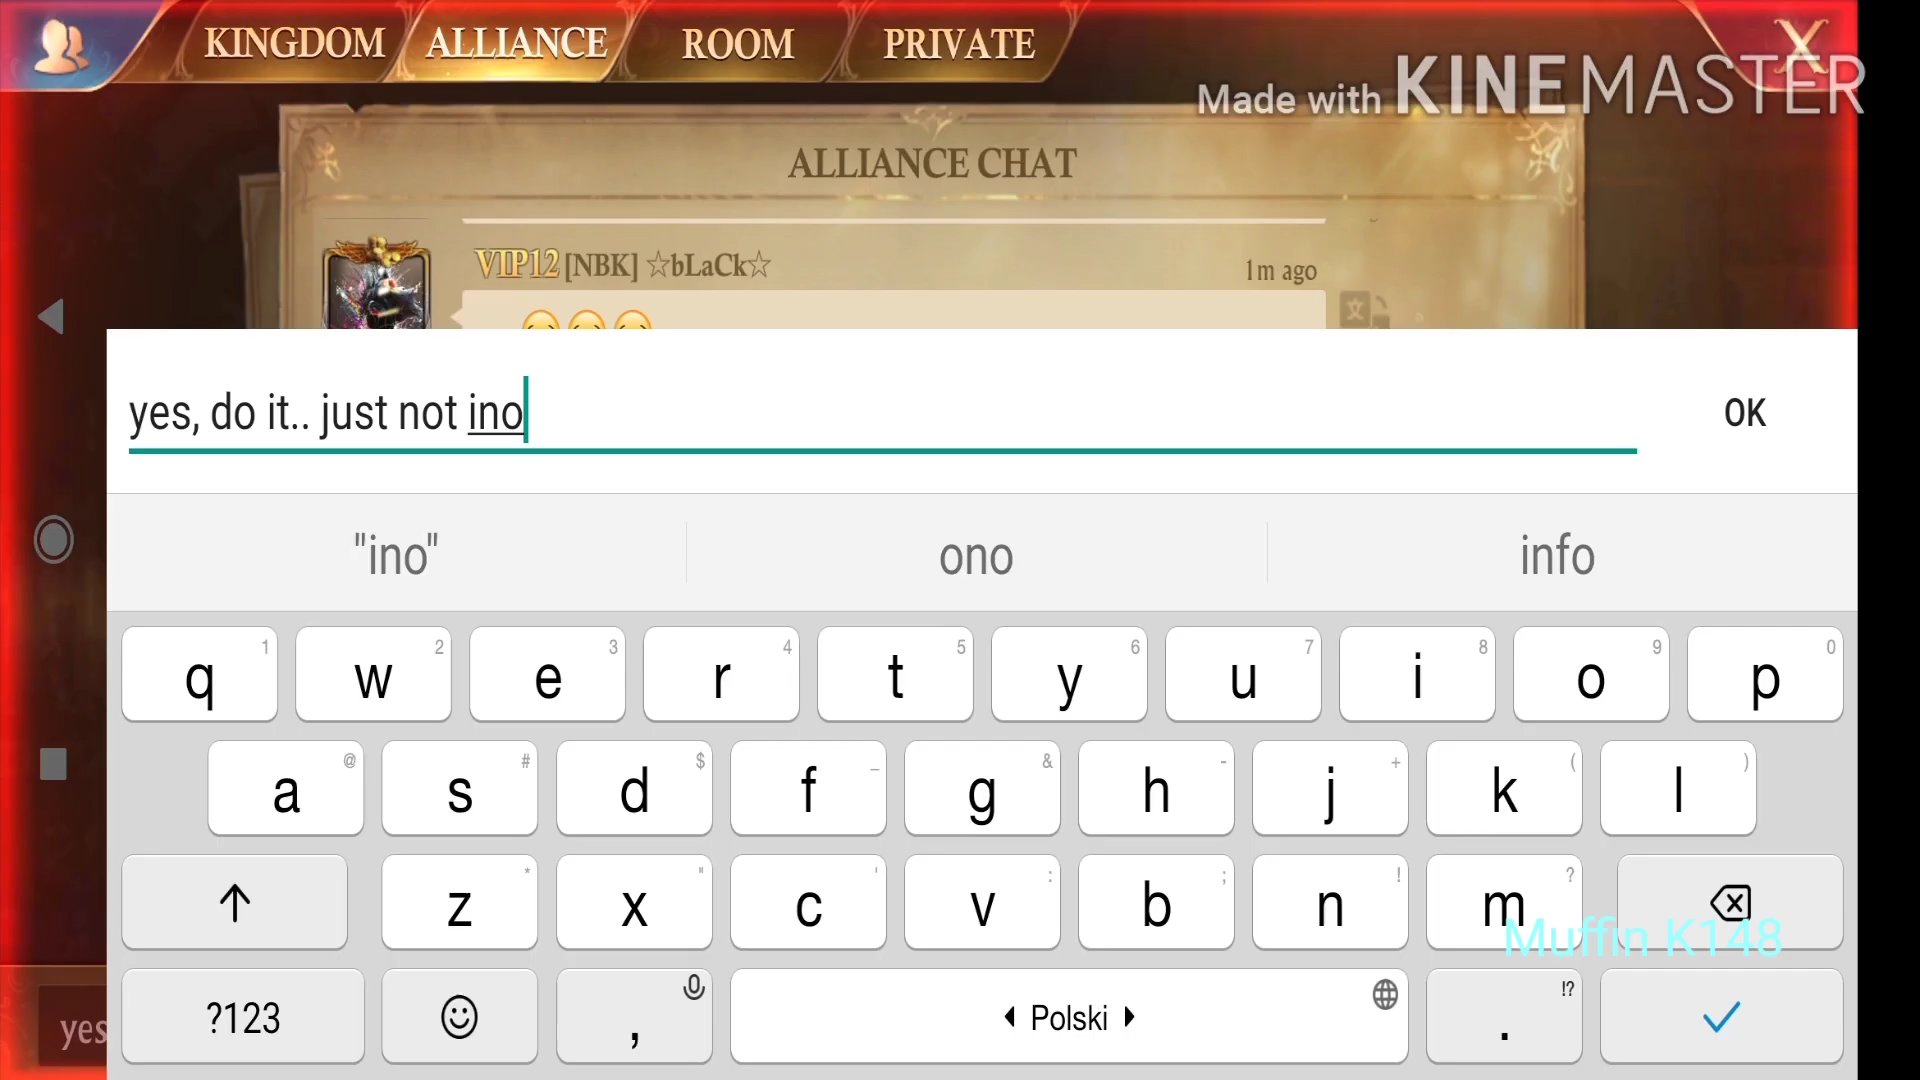 KINGDOM ALLIANCE ROOM PRIVATE X
Made with KINEMASTER
ALLIANCE CHAT
VIP12 [NBK] ☆bLaCk☆ 1m ago
文
yes, do it.. just not ino OK
"ino" ono info
q 1 w 2 e 3 r 4 t 5 y 6 u 7 i 8 o 9 p 0
a @ s # d $ f _ g & h - j + k ( l )
z * x " c ' v : b ; n ! m ?
Muffin K148
yes ?123 , Polski . !?